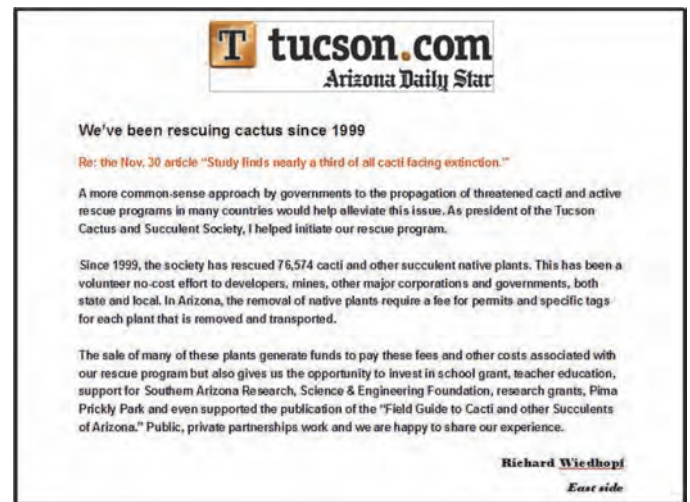 T tucson.com
Arizona Daily Star
We've been rescuing cactus since 1999
Re: the Nov. 30 article "Study finds nearly a third of all cacti facing extinction."
A more common-sense approach by governments to the propagation of threatened cacti and active
rescue programs in many countries would help alleviate this issue. As president of the Tucson
Cactus and Succulent Society, I helped initiate our rescue program.
Since 1999, the society has rescued 76,574 cacti and other succulent native plants. This has been a
volunteer no-cost effort to developers, mines, other major corporations and governments, both
state and local. In Arizona, the removal of native plants require a fee for permits and specific tags
for each plant that is removed and transported.
The sale of many of these plants generate funds to pay these fees and other costs associated with
our rescue program but also gives us the opportunity to invest in school grant, teacher education,
support for Southern Arizona Research, Science & Engineering Foundation, research grants, Pima
Prickly Park and even supported the publication of the "Field Guide to Cacti and other Succulents
of Arizona." Public, private partnerships work and we are happy to share our experience.
Richard Wiedhopf
East side